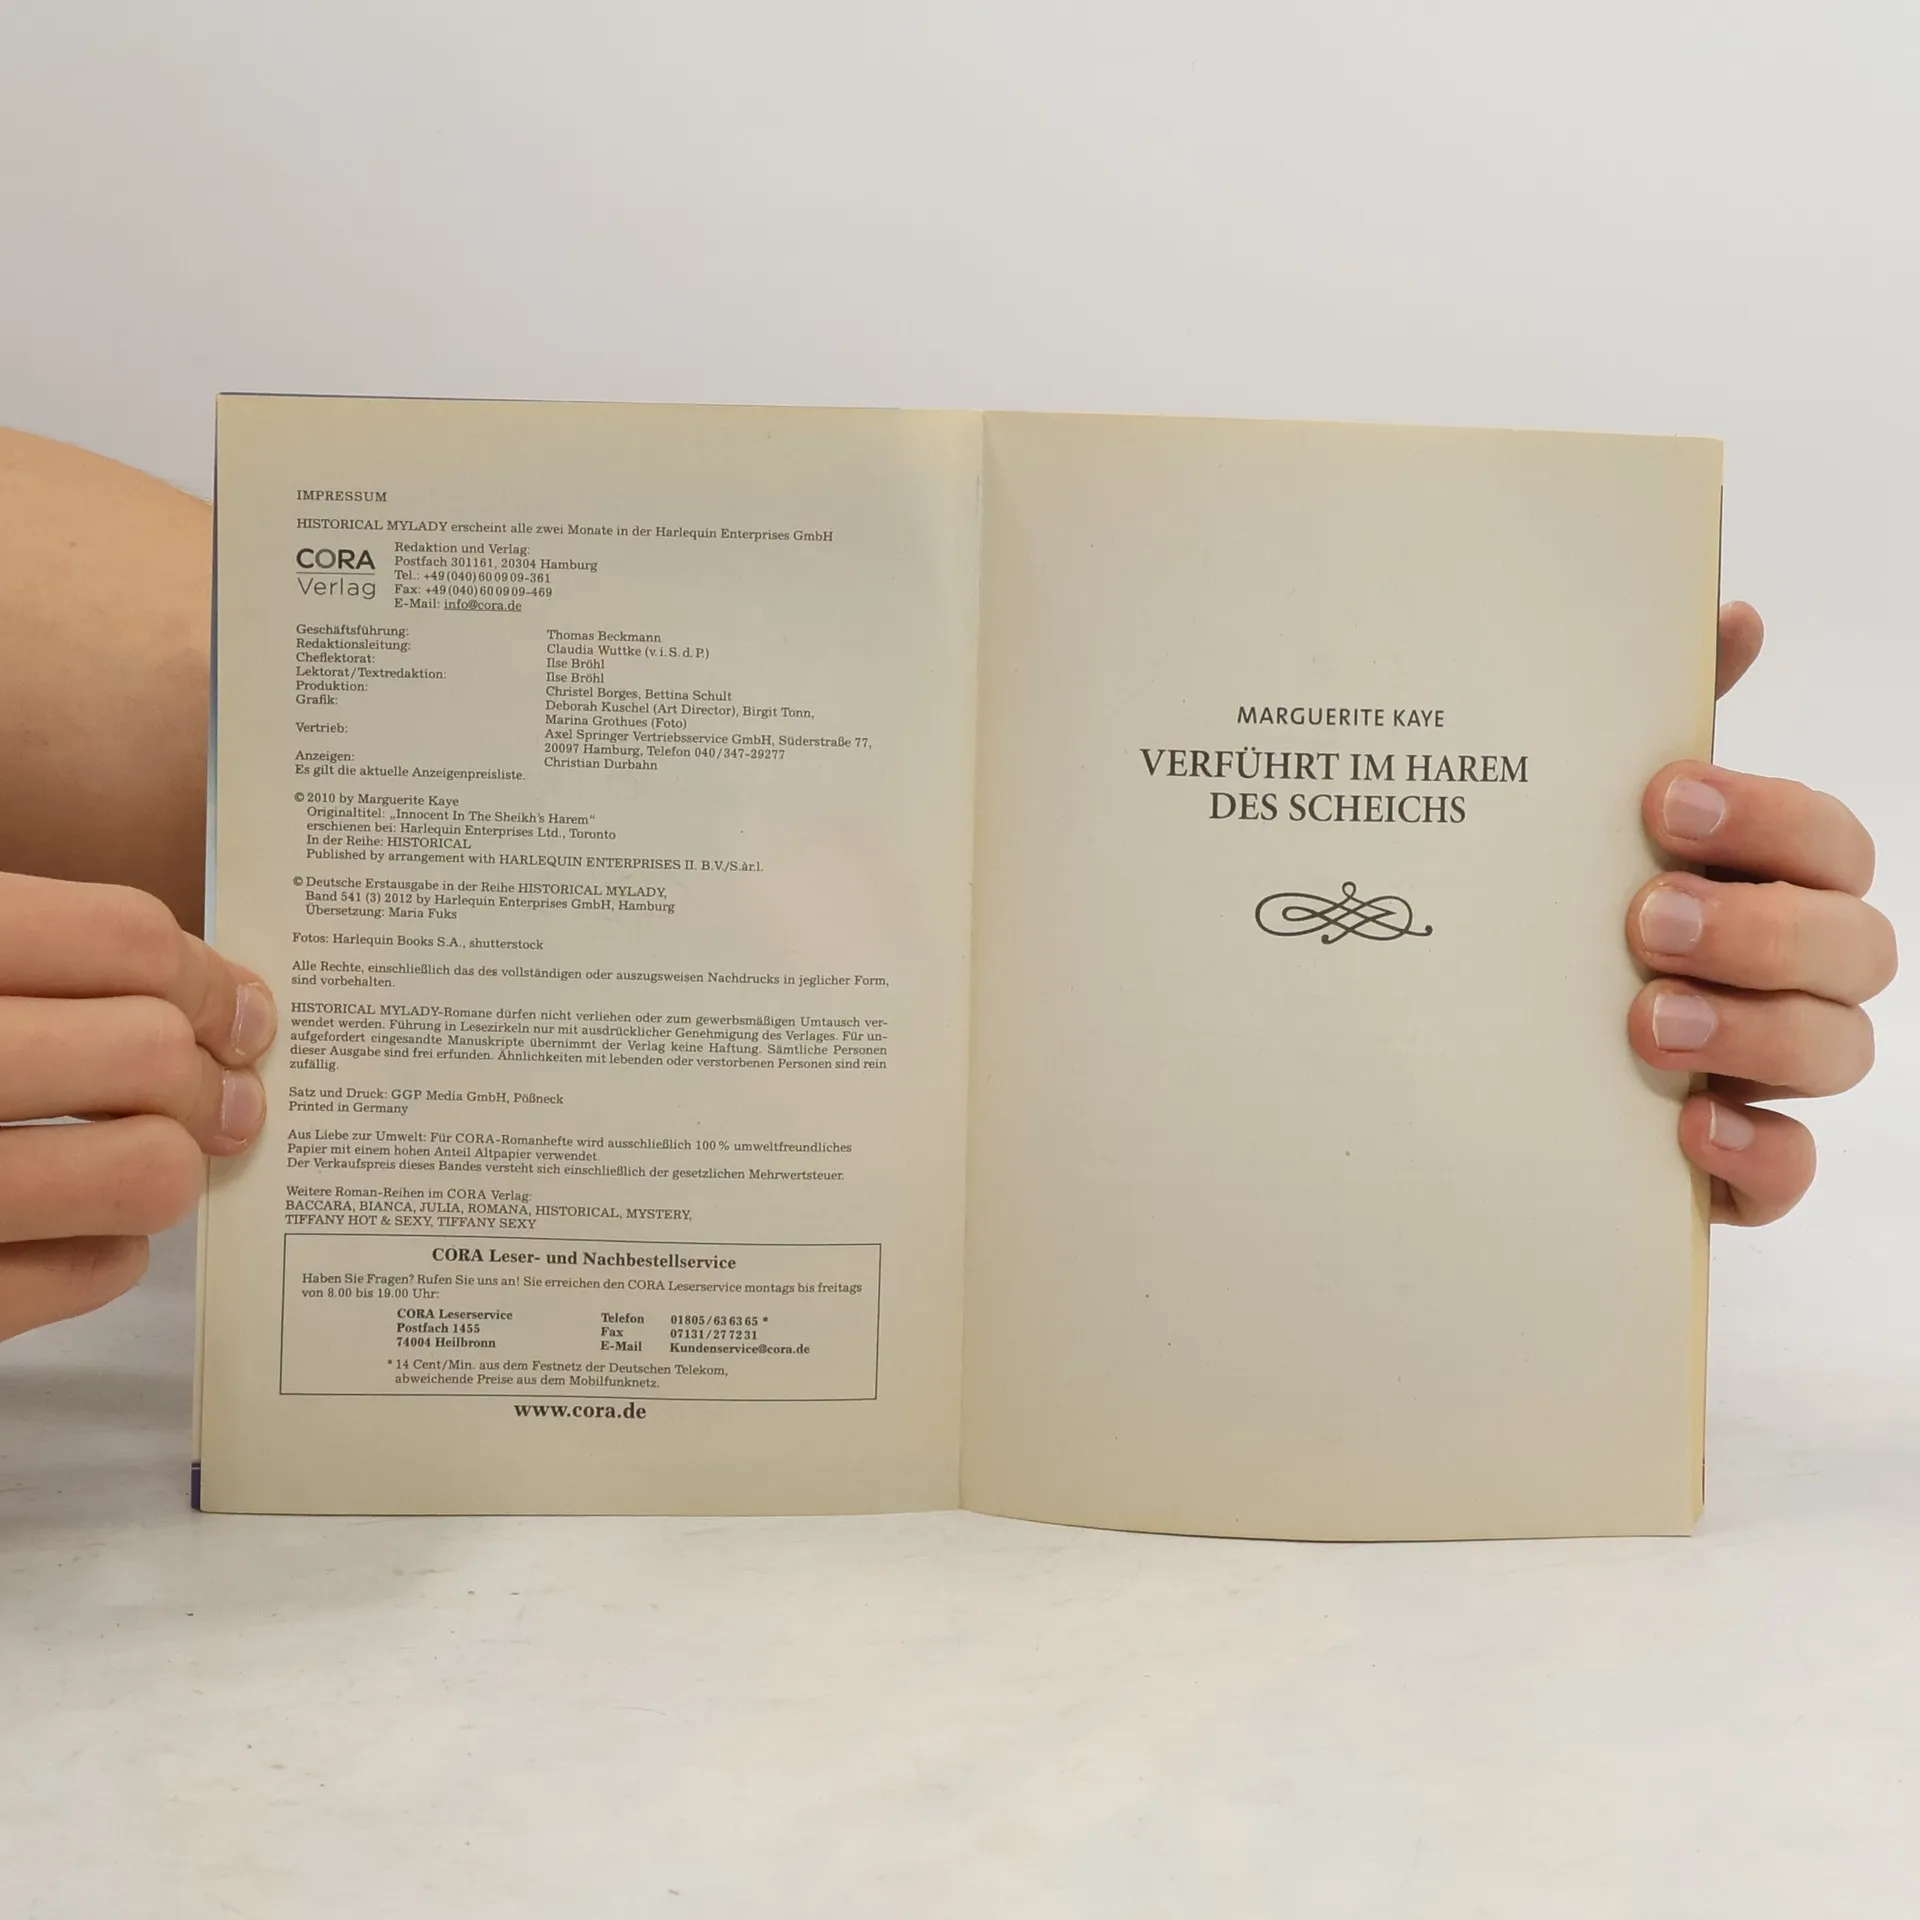 IMPRESSUM
HISTORICAL MYLADY erscheint alle zwei Monate in der Harlequin Enterprises GmbH
CORA
Verlag
Redaktion und Verlag:
Postfach 301161, 20304 Hamburg
Tel.: +49(040)600909-361
Fax: +49(040)600909-469
E-Mail: info@cora.de
Geschäftsführung: Thomas Beckmann
Redaktionsleitung: Claudia Wuttke (v.i.S.d.P.)
Cheflektorat: Ilse Bröhl
Lektorat/Textredaktion: Ilse Bröhl
Produktion: Christel Borges, Bettina Schult
Grafik: Deborah Kuschel (Art Director), Birgit Tonn,
Marina Grothues (Foto)
Vertrieb: Axel Springer Vertriebsservice GmbH, Süderstraße 77,
20097 Hamburg, Telefon 040/347-29277
Anzeigen: Christian Durbahn
Es gilt die aktuelle Anzeigenpreisliste.
© 2010 by Marguerite Kaye
Originaltitel: „Innocent In The Sheikh's Harem“
erschienen bei: Harlequin Enterprises Ltd., Toronto
In der Reihe: HISTORICAL
Published by arrangement with HARLEQUIN ENTERPRISES II. B.V./S.àr.l.
© Deutsche Erstausgabe in der Reihe HISTORICAL MYLADY,
Band 541 (3) 2012 by Harlequin Enterprises GmbH, Hamburg
Übersetzung: Maria Fuks
Fotos: Harlequin Books S.A., shutterstock
Alle Rechte, einschließlich das des vollständigen oder auszugsweisen Nachdrucks in jeglicher Form,
sind vorbehalten.
HISTORICAL MYLADY-Romane dürfen nicht verliehen oder zum gewerbsmäßigen Umtausch ver-
wendet werden. Führung in Lesezirkeln nur mit ausdrücklicher Genehmigung des Verlages. Für un-
aufgefordert eingesandte Manuskripte übernimmt der Verlag keine Haftung. Sämtliche Personen
dieser Ausgabe sind frei erfunden. Ähnlichkeiten mit lebenden oder verstorbenen Personen sind rein
zufällig.
Satz und Druck: GGP Media GmbH, Pößneck
Printed in Germany
Aus Liebe zur Umwelt: Für CORA-Romanhefte wird ausschließlich 100 % umweltfreundliches
Papier mit einem hohen Anteil Altpapier verwendet.
Der Verkaufspreis dieses Bandes versteht sich einschließlich der gesetzlichen Mehrwertsteuer.
Weitere Roman-Reihen im CORA Verlag:
BACCARA, BIANCA, JULIA, ROMANA, HISTORICAL, MYSTERY,
TIFFANY HOT & SEXY, TIFFANY SEXY
CORA Leser- und Nachbestellservice
Haben Sie Fragen? Rufen Sie uns an! Sie erreichen den CORA Leserservice montags bis freitags
von 8.00 bis 19.00 Uhr:
CORA Leserservice Telefon 01805/636365 *
Postfach 1455 Fax 07131/277231
74004 Heilbronn E-Mail Kundenservice@cora.de
* 14 Cent/Min. aus dem Festnetz der Deutschen Telekom,
abweichende Preise aus dem Mobilfunknetz.
www.cora.de
MARGUERITE KAYE
VERFÜHRT IM HAREM
DES SCHEICHS